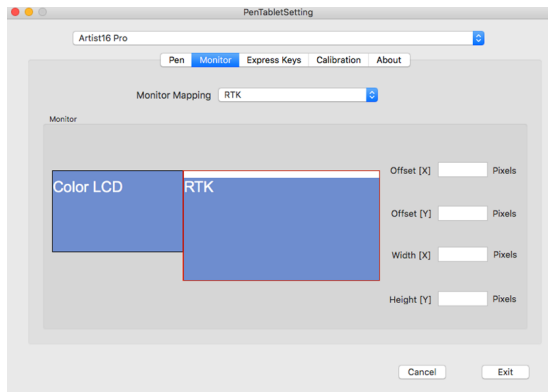 PenTabletSetting
Artist16 Pro
Pen Monitor Express Keys Calibration About
Monitor Mapping RTK
Monitor
Color LCD RTK
Offset [X] Pixels
Offset [Y] Pixels
Width [X] Pixels
Height [Y] Pixels
Cancel Exit